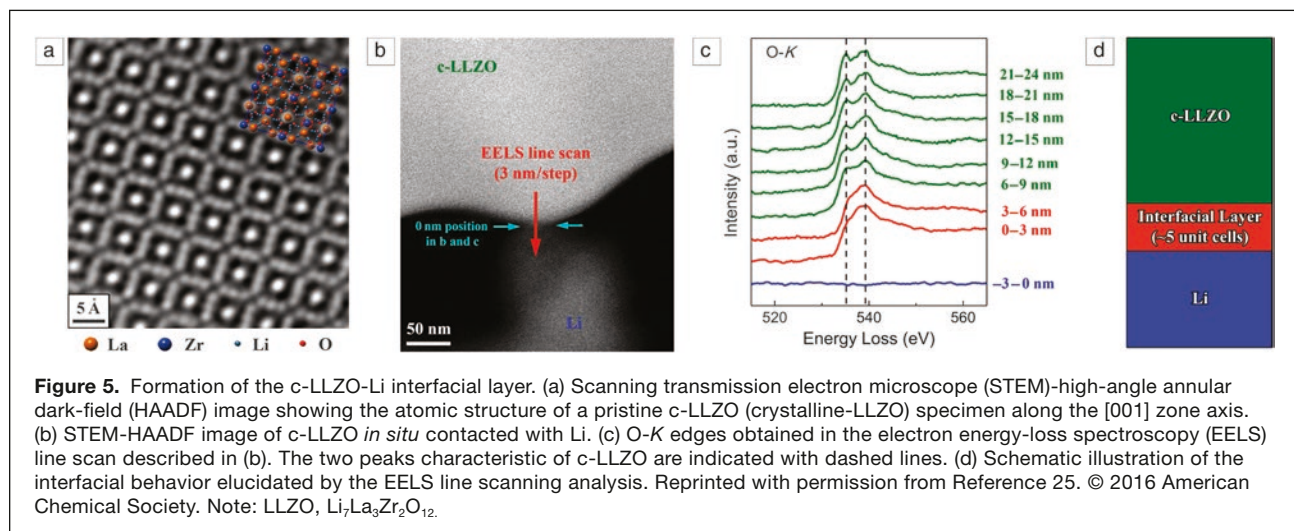 a
5 Å
La Zr Li O
b
c-LLZO
EELS line scan
(3 nm/step)
0 nm position
in b and c
Li
50 nm
c
O-K
21–24 nm
18–21 nm
15–18 nm
12–15 nm
9–12 nm
6–9 nm
3–6 nm
0–3 nm
–3–0 nm
Intensity (a.u.)
520 540 560
Energy Loss (eV)
d
c-LLZO
Interfacial Layer
(~5 unit cells)
Li
Figure 5. Formation of the c-LLZO-Li interfacial layer. (a) Scanning transmission electron microscope (STEM)-high-angle annular
dark-field (HAADF) image showing the atomic structure of a pristine c-LLZO (crystalline-LLZO) specimen along the [001] zone axis.
(b) STEM-HAADF image of c-LLZO in situ contacted with Li. (c) O-K edges obtained in the electron energy-loss spectroscopy (EELS)
line scan described in (b). The two peaks characteristic of c-LLZO are indicated with dashed lines. (d) Schematic illustration of the
interfacial behavior elucidated by the EELS line scanning analysis. Reprinted with permission from Reference 25. © 2016 American
Chemical Society. Note: LLZO, Li₇La₃Zr₂O₁₂.